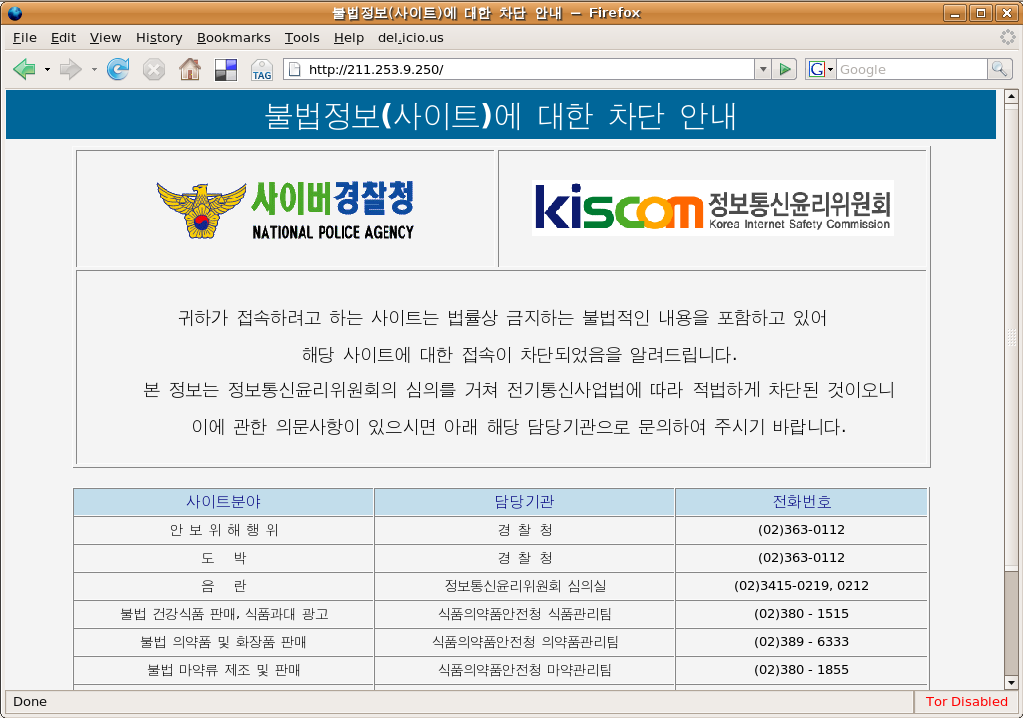 불법정보(사이트)에 대한 차단 안내 – Firefox
File Edit View History Bookmarks Tools Help del.icio.us
TAG http://211.253.9.250/ G Google
불법정보(사이트)에 대한 차단 안내
사이버경찰청
NATIONAL POLICE AGENCY
kiscom 정보통신윤리위원회
Korea Internet Safety Commission
귀하가 접속하려고 하는 사이트는 법률상 금지하는 불법적인 내용을 포함하고 있어
해당 사이트에 대한 접속이 차단되었음을 알려드립니다.
본 정보는 정보통신윤리위원회의 심의를 거쳐 전기통신사업법에 따라 적법하게 차단된 것이오니
이에 관한 의문사항이 있으시면 아래 해당 담당기관으로 문의하여 주시기 바랍니다.
사이트분야 담당기관 전화번호
안 보 위 해 행 위 경 찰 청 (02)363-0112
도 박 경 찰 청 (02)363-0112
음 란 정보통신윤리위원회 심의실 (02)3415-0219, 0212
불법 건강식품 판매, 식품과대 광고 식품의약품안전청 식품관리팀 (02)380 - 1515
불법 의약품 및 화장품 판매 식품의약품안전청 의약품관리팀 (02)389 - 6333
불법 마약류 제조 및 판매 식품의약품안전청 마약관리팀 (02)380 - 1855
Done Tor Disabled